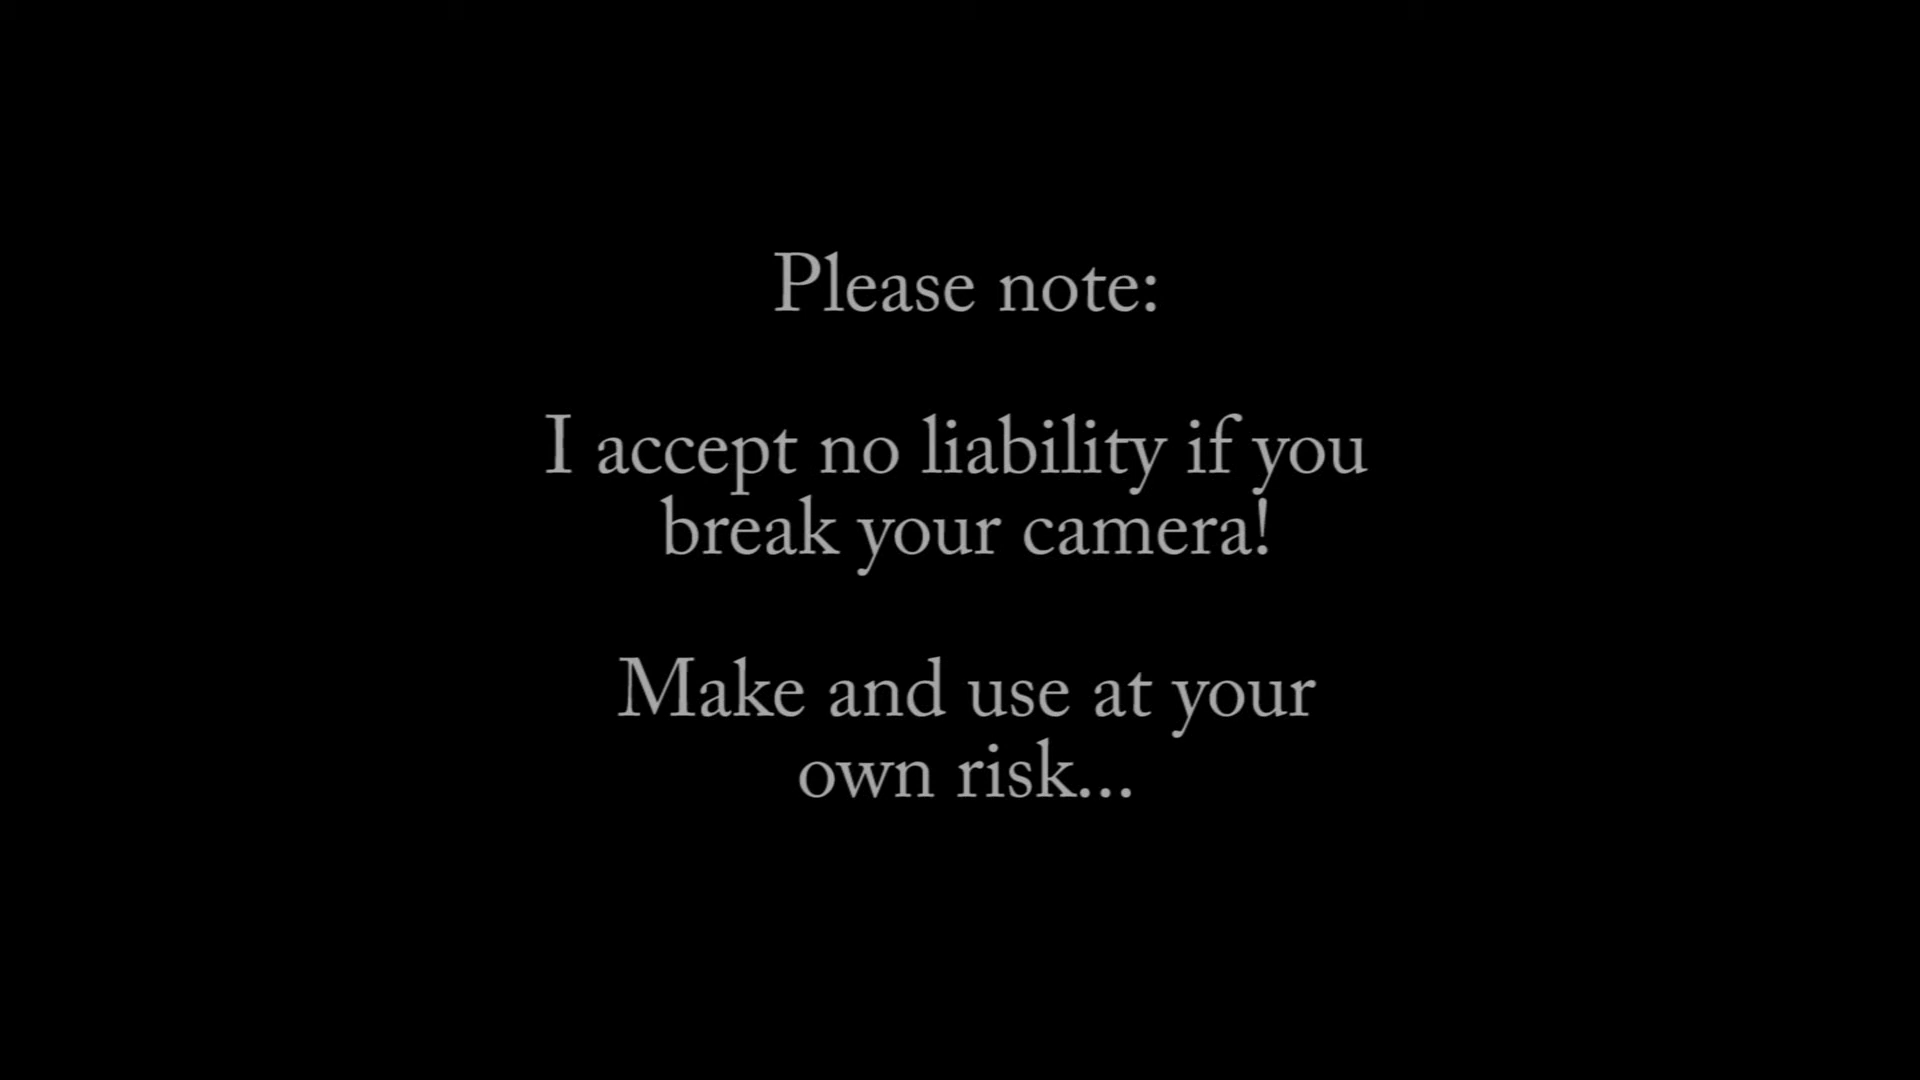 Please note:
I accept no liability if you
break your camera!
Make and use at your
own risk...